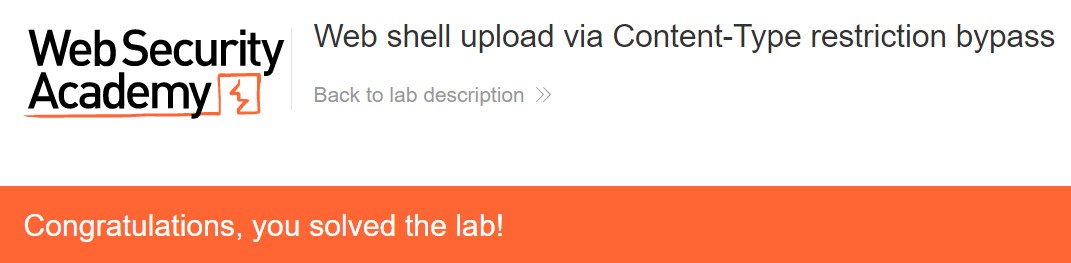 Web Security
Academy
Web shell upload via Content-Type restriction bypass
Back to lab description
Congratulations, you solved the lab!